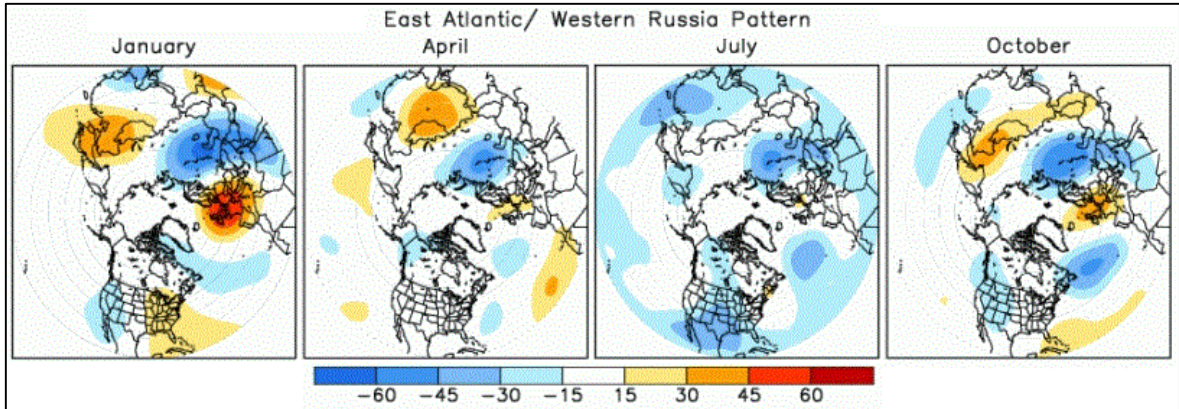 East Atlantic/ Western Russia Pattern
January April July October
-60 -45 -30 -15 15 30 45 60